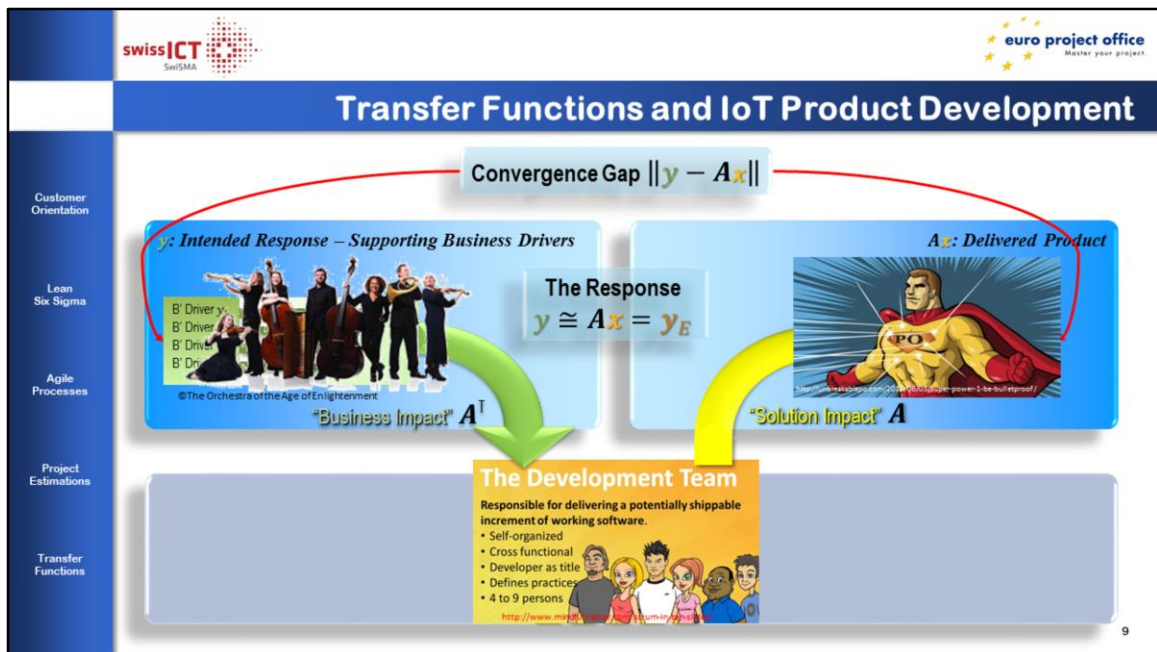 swissICT
SwiSMA
euro project office
Master your project.
Transfer Functions and IoT Product Development
Customer
Orientation
Lean
Six Sigma
Agile
Processes
Project
Estimations
Transfer
Functions
Convergence Gap ‖y − Ax‖
y: Intended Response – Supporting Business Drivers
B' Driver y
B' Driver
B' Driver
©The Orchestra of the Age of Enlightenment
"Business Impact" Aᵀ
The Response
y ≅ Ax = y_E
Ax: Delivered Product
PO
"Solution Impact" A
The Development Team
Responsible for delivering a potentially shippable
increment of working software.
• Self-organized
• Cross functional
• Developer as title
• Defines practices
• 4 to 9 persons
9